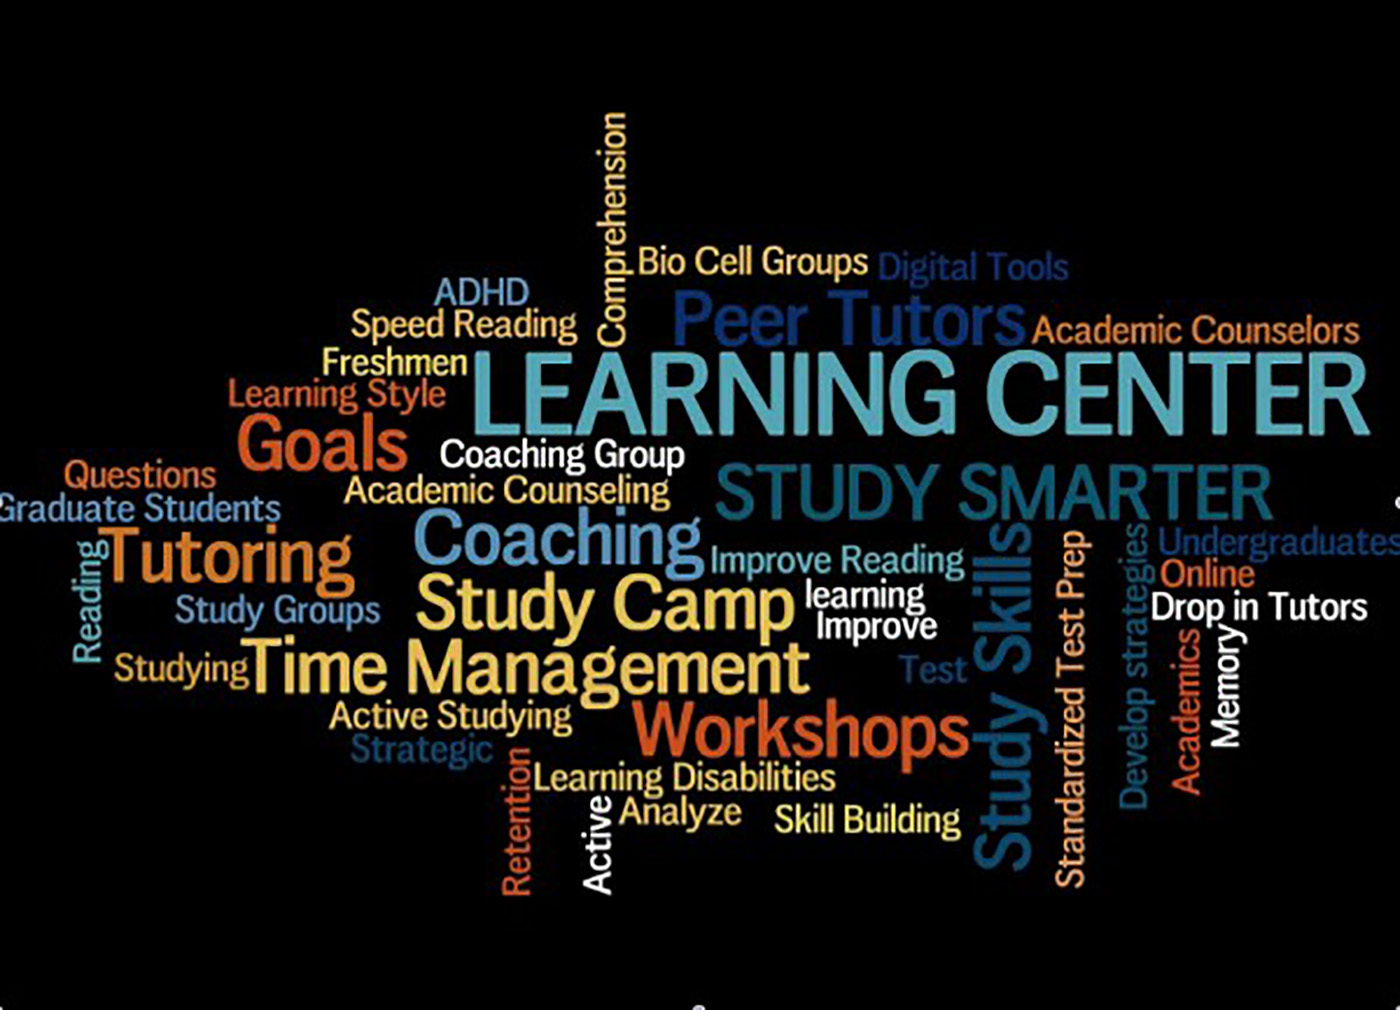 Comprehension
Bio Cell Groups
Digital Tools
ADHD
Peer Tutors
Speed Reading
Academic Counselors
Freshmen
LEARNING CENTER
Learning Style
Goals
Coaching Group
Questions
Academic Counseling
STUDY SMARTER
Graduate Students
Coaching
Undergraduates
Tutoring
Improve Reading
Online
Reading
Study Groups
Study Camp
learning
Improve
Drop in Tutors
Studying
Time Management
Test
Study Skills
Standardized Test Prep
Develop strategies
Academics
Memory
Active Studying
Workshops
Strategic
Retention
Learning Disabilities
Active
Analyze
Skill Building